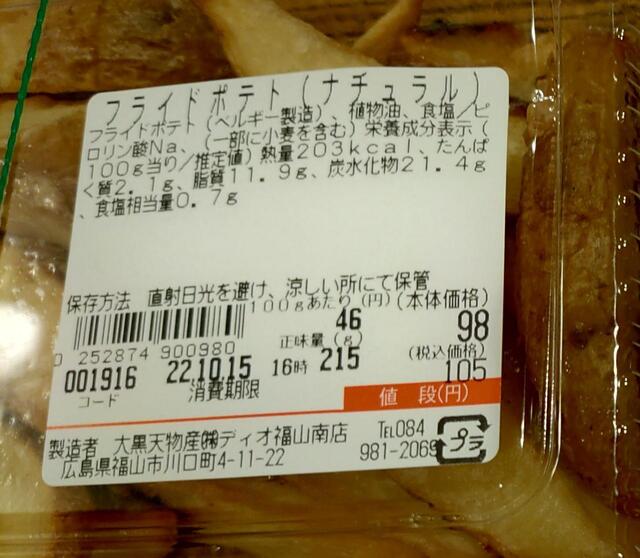 フライドポテト(ナチュラル)
フライドポテト(ベルギー製造)、植物油、食塩/ピ
ロリン酸Na、(一部に小麦を含む)栄養成分表示(
100g当り/推定値)熱量203kcal、たんぱ
く質2.1g、脂質11.9g、炭水化物21.4g
、食塩相当量0.7g
保存方法 直射日光を避け、涼しい所にて保管
100gあたり(円)(本体価格)
46 98
正味量(g)
0 252874 900980
(税込価格)
001916 22.10.15 16時 215 105
コード 消費期限 値 段(円)
製造者 大黒天物産㈱ディオ福山南店 TEL084
広島県福山市川口町4-11-22 981-2069
プラ